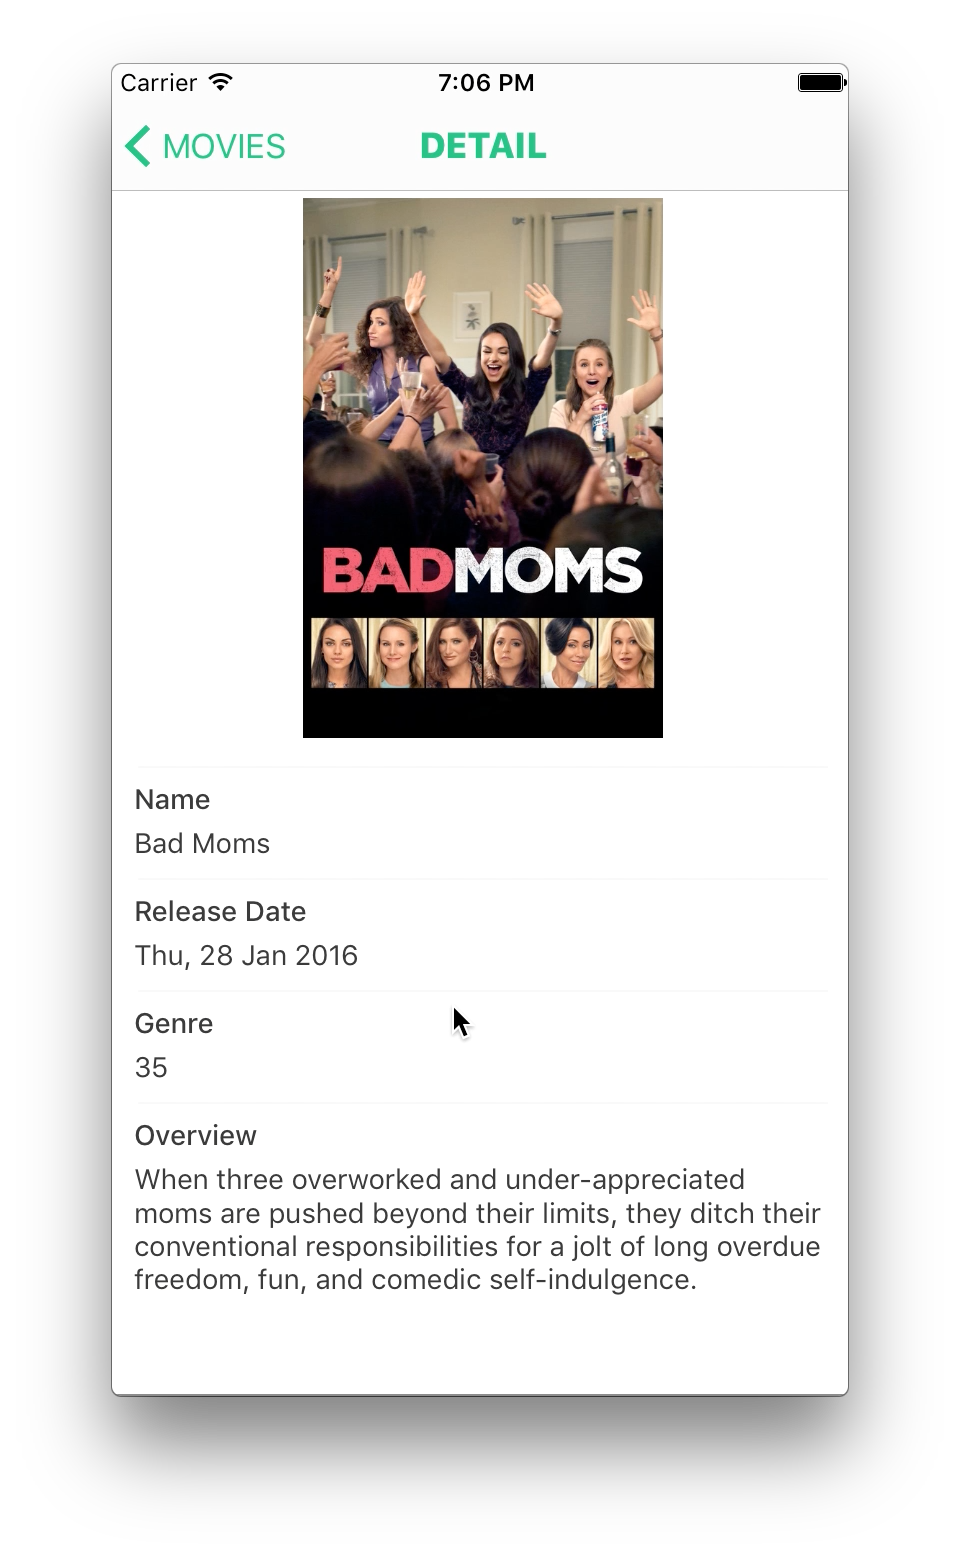 Carrier 7:06 PM
MOVIES DETAIL
BADMOMS
Name
Bad Moms
Release Date
Thu, 28 Jan 2016
Genre
35
Overview
When three overworked and under-appreciated
moms are pushed beyond their limits, they ditch their
conventional responsibilities for a jolt of long overdue
freedom, fun, and comedic self-indulgence.